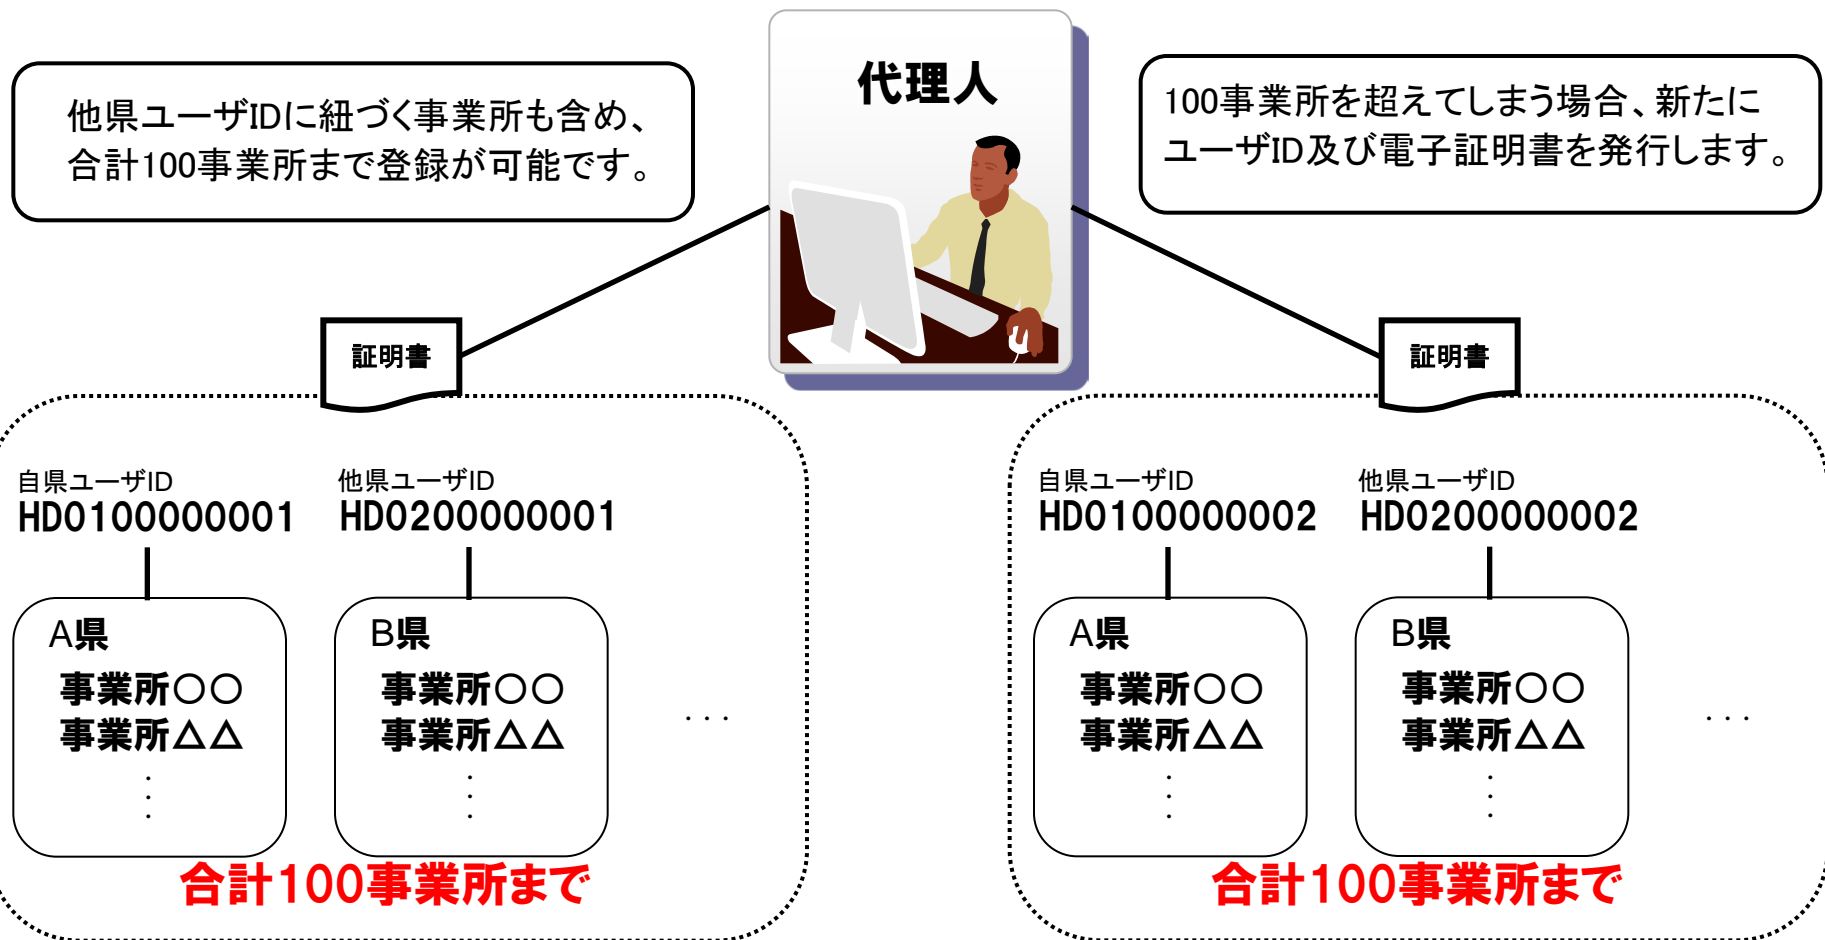 代理人
他県ユーザIDに紐づく事業所も含め、
合計100事業所まで登録が可能です。
100事業所を超えてしまう場合、新たに
ユーザID及び電子証明書を発行します。
証明書
自県ユーザID
HD0100000001
他県ユーザID
HD0200000001
A県
事業所○○
事業所△△
・・・
B県
事業所○○
事業所△△
・・・
・・・
合計100事業所まで
証明書
自県ユーザID
HD0100000002
他県ユーザID
HD0200000002
A県
事業所○○
事業所△△
・・・
B県
事業所○○
事業所△△
・・・
・・・
合計100事業所まで